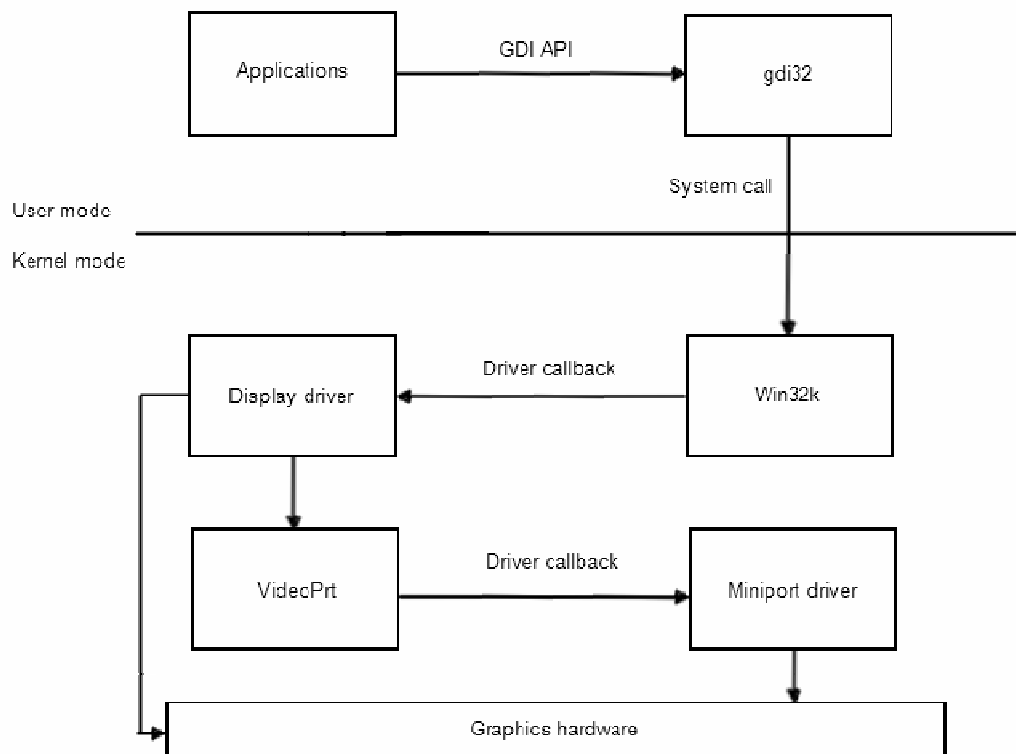 GDI API
Applications
gdi32
System call
User mode
Kernel mode
Driver callback
Display driver
Win32k
Driver callback
VideoPrt
Miniport driver
Graphics hardware